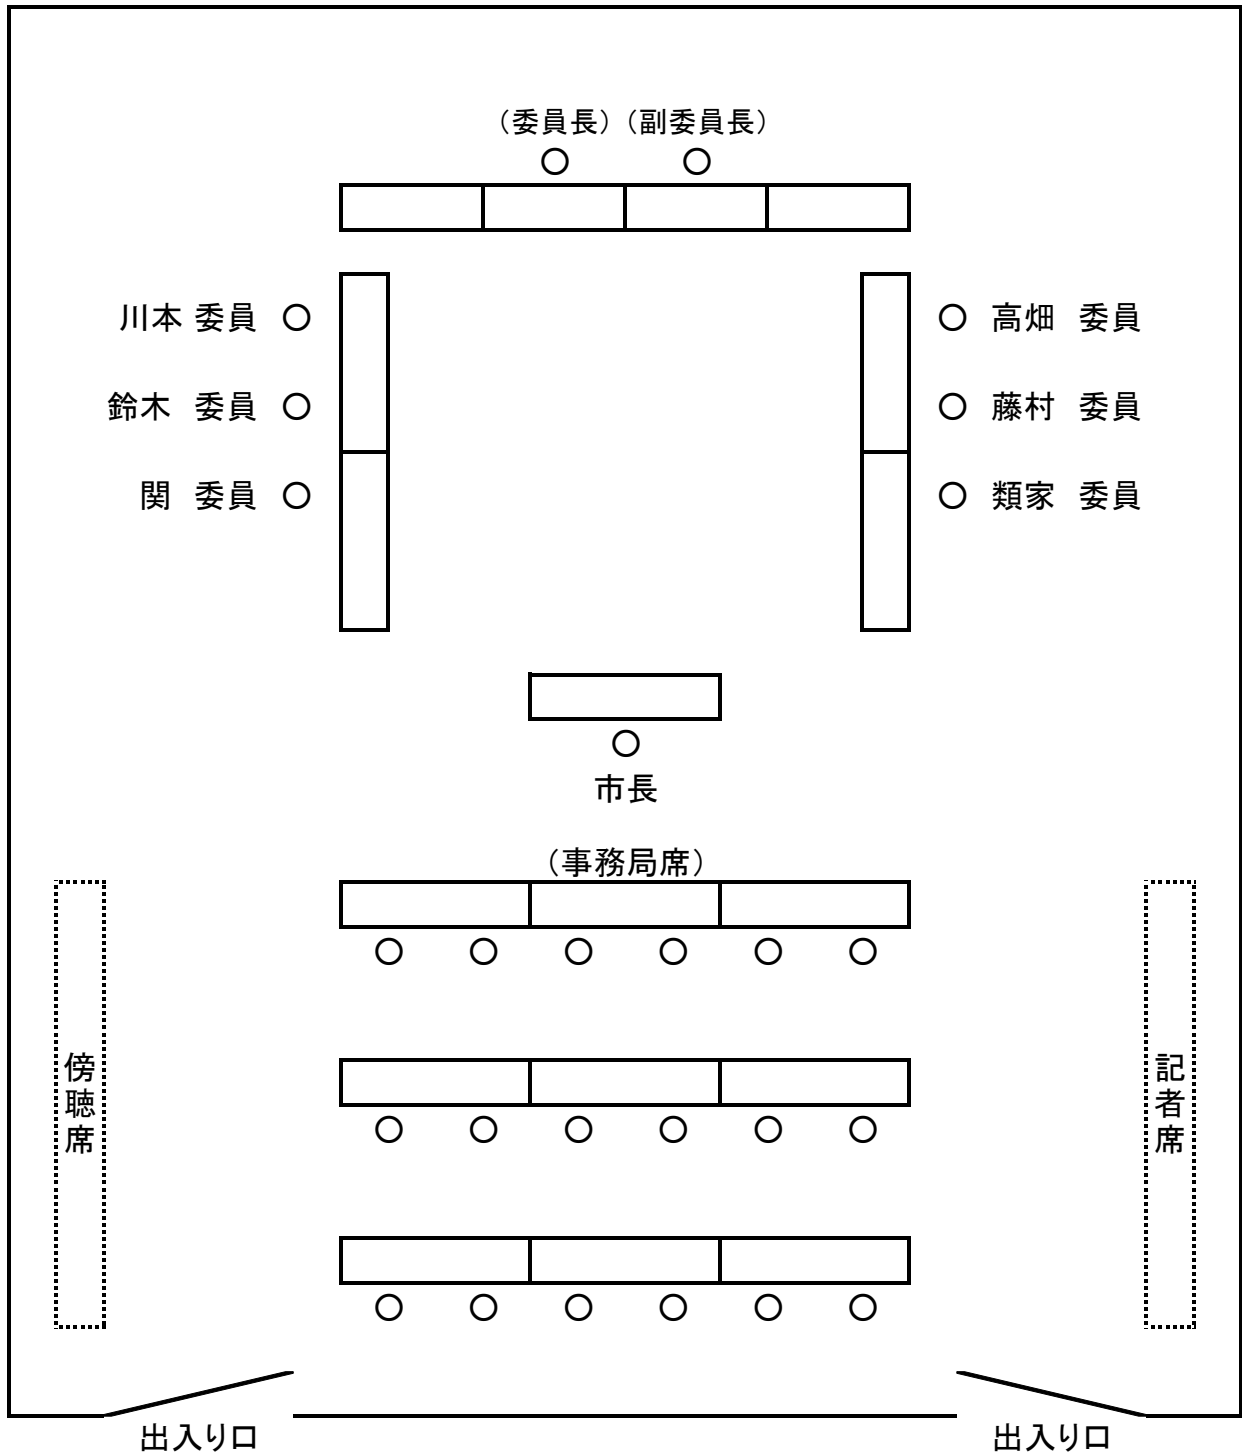 （委員長）（副委員長）
川本 委員 ○ ○ 高畑　委員
鈴木　委員 ○ ○ 藤村　委員
関　委員 ○ ○ 類家　委員
市長
（事務局席）
傍聴席
記者席
出入り口
出入り口